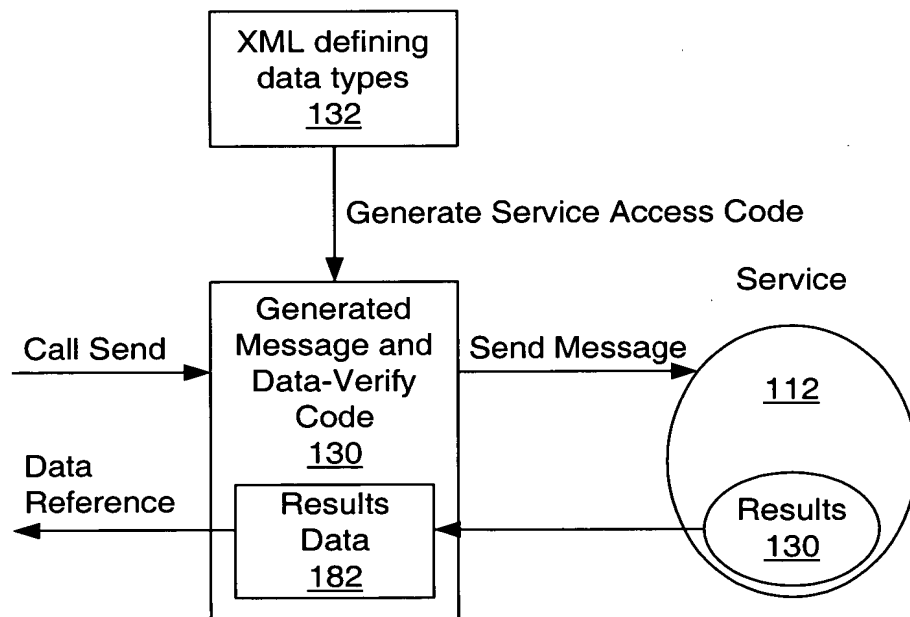 XML defining
data types
132
Generate Service Access Code
Service
Call Send
Generated
Message and
Data-Verify
Code
130
Send Message
112
Data
Reference
Results
Data
182
Results
130